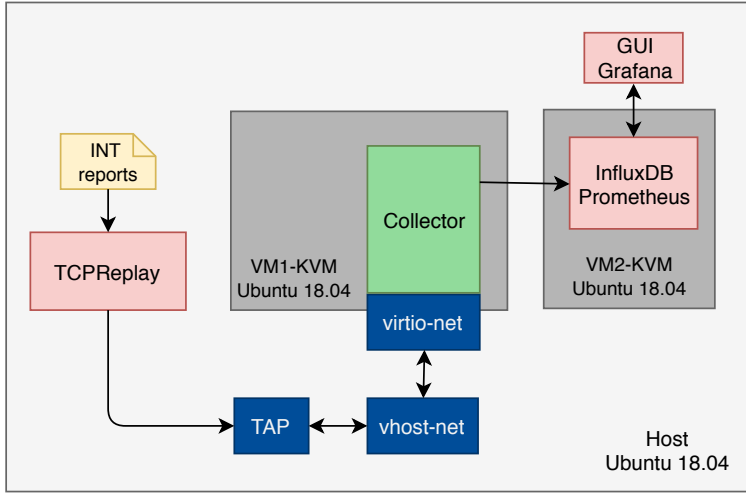 GUI
Grafana
INT
reports
InfluxDB
Prometheus
Collector
TCPReplay
VM1-KVM
Ubuntu 18.04
VM2-KVM
Ubuntu 18.04
virtio-net
TAP
vhost-net
Host
Ubuntu 18.04